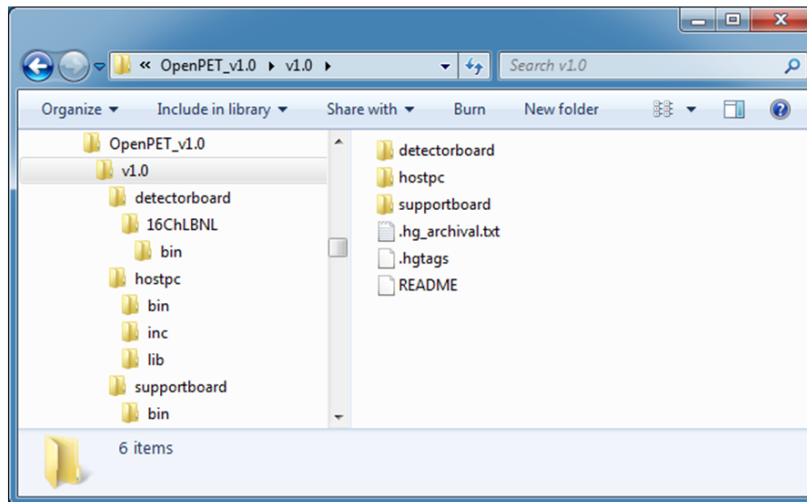 « OpenPET_v1.0 ▸ v1.0 ▸
Search v1.0
Organize Include in library Share with Burn New folder
OpenPET_v1.0
v1.0
detectorboard
16ChLBNL
bin
hostpc
bin
inc
lib
supportboard
bin
detectorboard
hostpc
supportboard
.hg_archival.txt
.hgtags
README
6 items